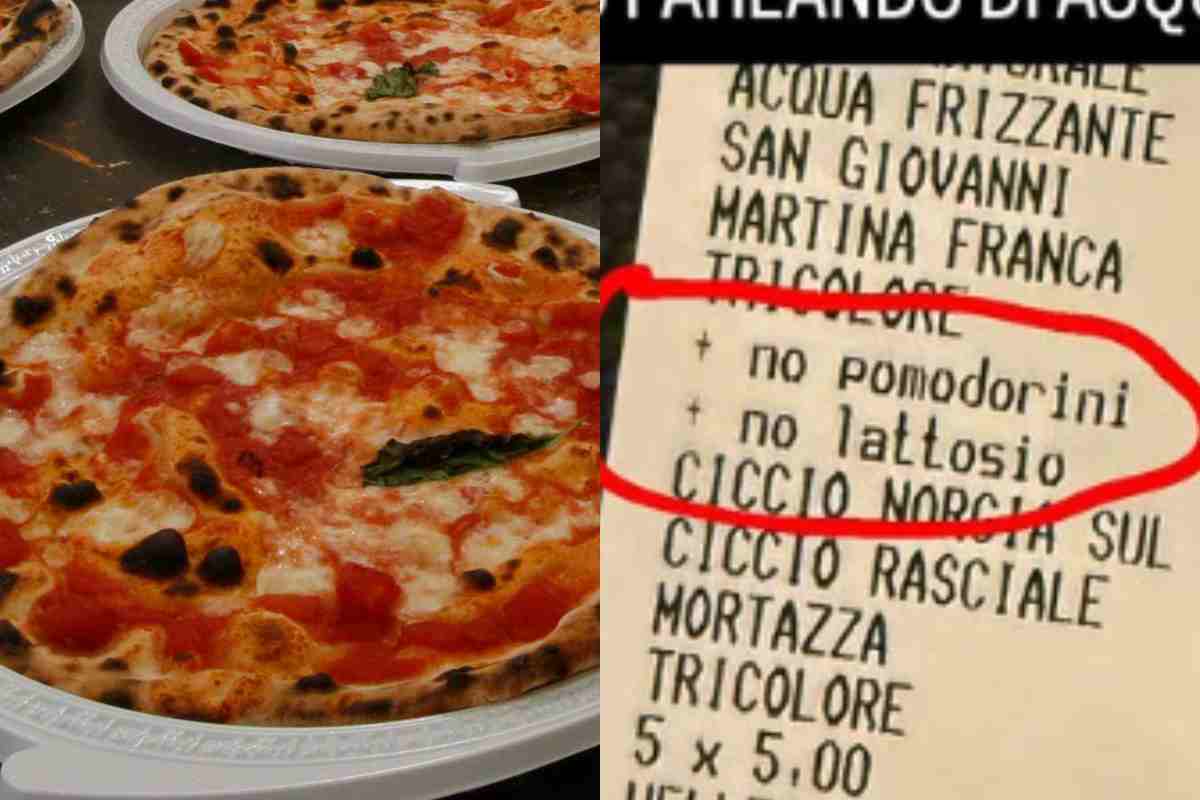 ACQUA FRIZZANTE
SAN GIOVANNI
MARTINA FRANCA
TRICOLORE
+ no pomodorini
+ no lattosio
CICCIO NORCIA SUL
CICCIO RASCIALE
MORTAZZA
TRICOLORE
5 x 5,00